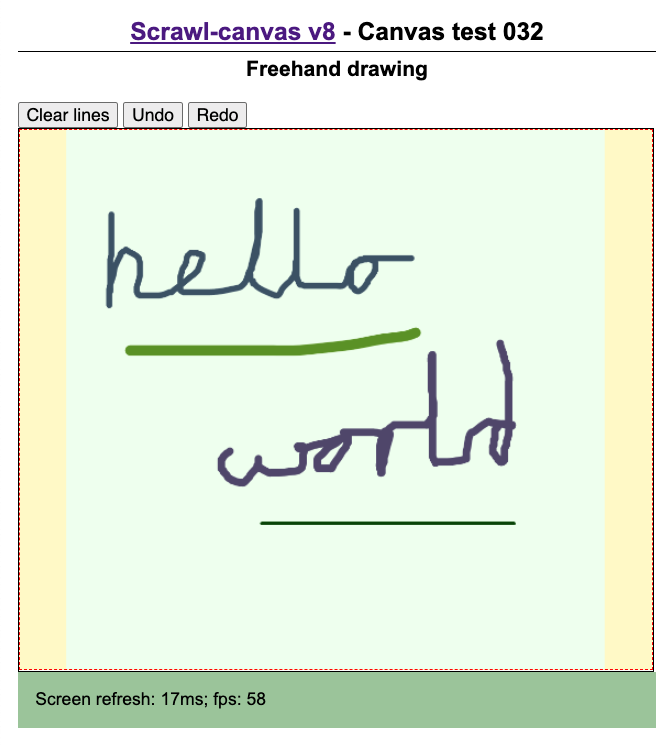 Scrawl-canvas v8 - Canvas test 032
Freehand drawing
Clear lines Undo Redo
hello
world
Screen refresh: 17ms; fps: 58